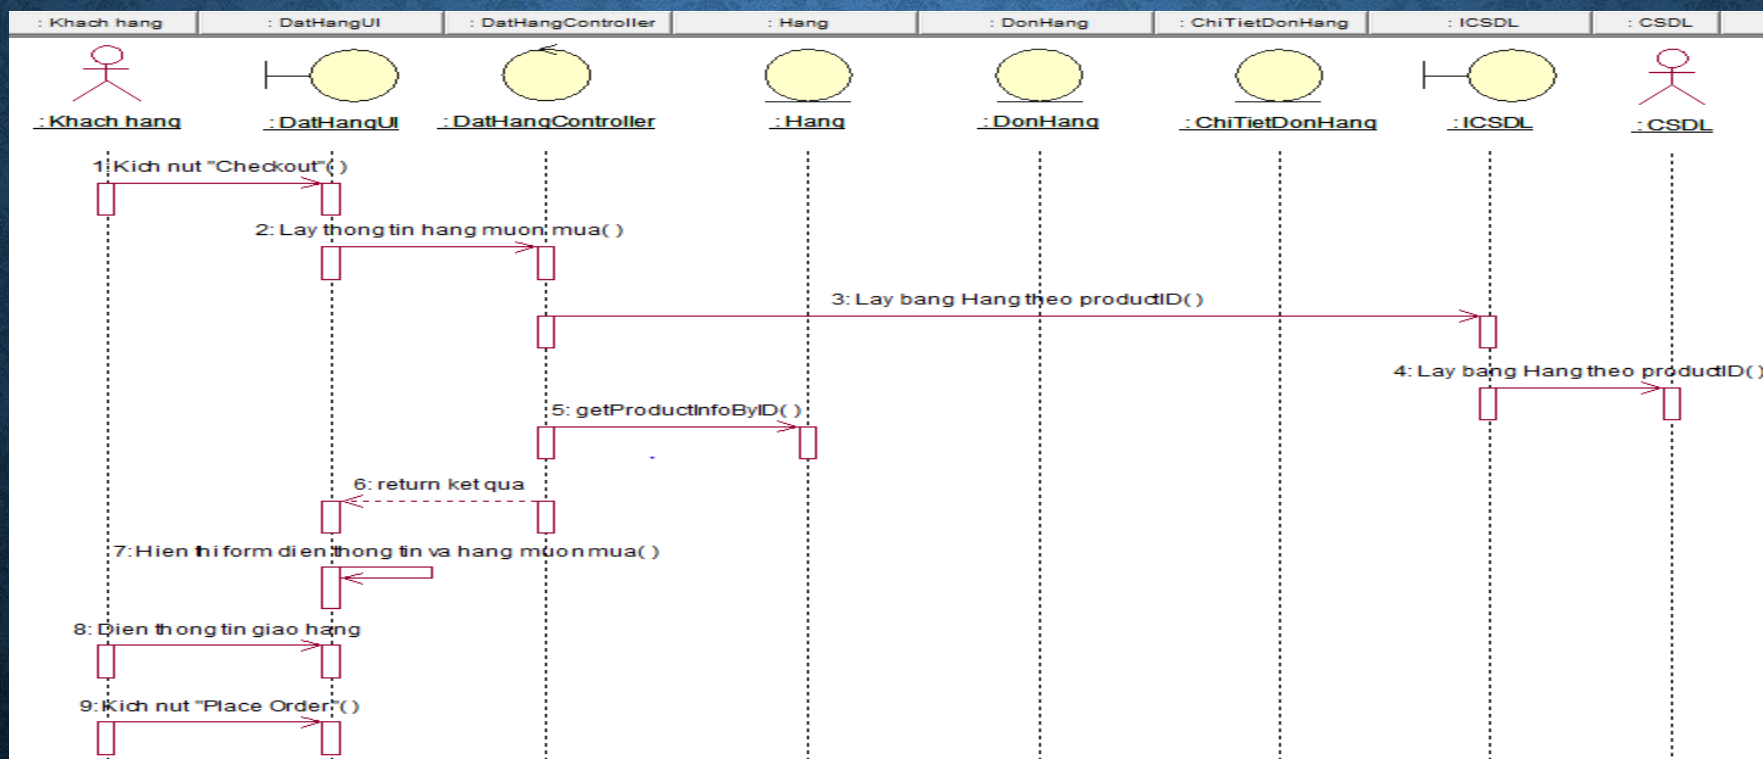 : Khach hang
: DatHangUI
: DatHangController
: Hang
: DonHang
: ChiTietDonHang
: ICSDL
: CSDL
: Khach hang
: DatHangUI
: DatHangController
: Hang
: DonHang
: ChiTietDonHang
: ICSDL
: CSDL
1: Kich nut "Checkout"( )
2: Lay thong tin hang muon mua( )
3: Lay bang Hang theo productID( )
4: Lay bang Hang theo productID( )
5: getProductInfoByID( )
6: return ket qua
7: Hien thi form dien thong tin va hang muon mua( )
8: Dien thong tin giao hang
9: Kich nut "Place Order"( )